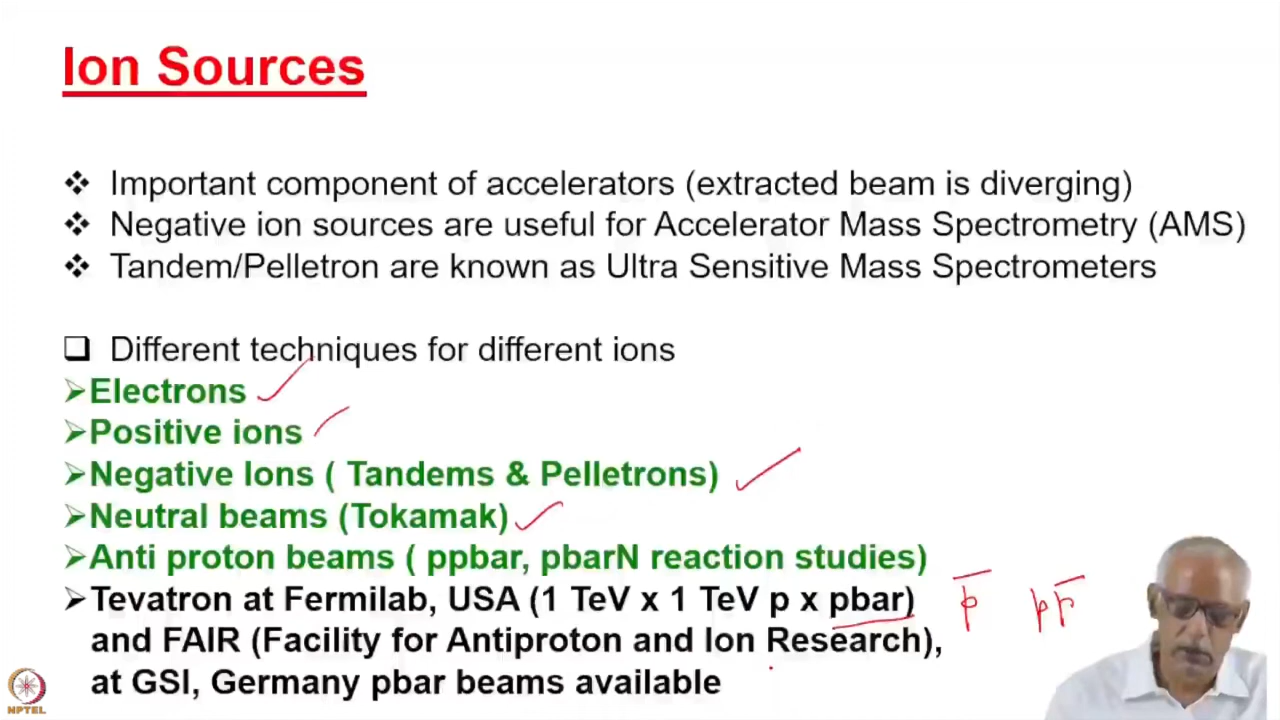 Ion Sources
❖ Important component of accelerators (extracted beam is diverging)
❖ Negative ion sources are useful for Accelerator Mass Spectrometry (AMS)
❖ Tandem/Pelletron are known as Ultra Sensitive Mass Spectrometers
❑ Different techniques for different ions
➢Electrons
➢Positive ions
➢Negative Ions ( Tandems & Pelletrons)
➢Neutral beams (Tokamak)
➢Anti proton beams ( ppbar, pbarN reaction studies)
➢Tevatron at Fermilab, USA (1 TeV x 1 TeV p x pbar) p̅ pp̅
and FAIR (Facility for Antiproton and Ion Research),
at GSI, Germany pbar beams available
NPTEL